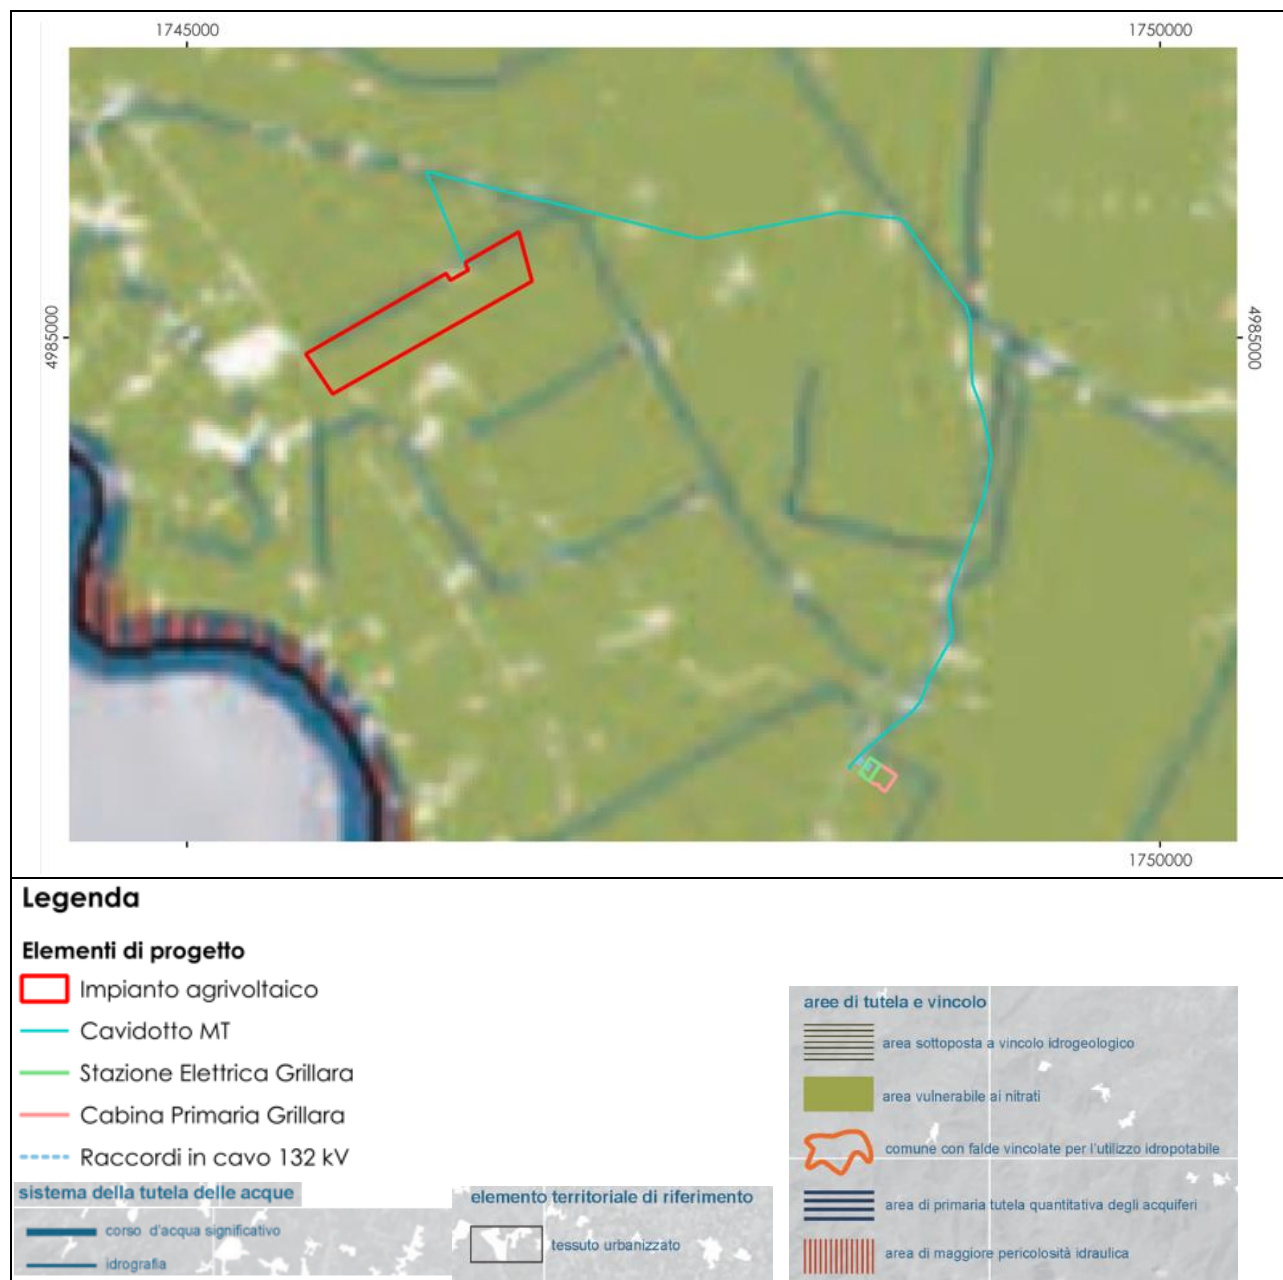 1745000
1750000
4985000
4985000
1750000
Legenda
Elementi di progetto
Impianto agrivoltaico
Cavidotto MT
Stazione Elettrica Grillara
Cabina Primaria Grillara
Raccordi in cavo 132 kV
sistema della tutela delle acque
corso d'acqua significativo
idrografia
elemento territoriale di riferimento
tessuto urbanizzato
aree di tutela e vincolo
area sottoposta a vincolo idrogeologico
area vulnerabile ai nitrati
comune con falde vincolate per l'utilizzo idropotabile
area di primaria tutela quantitativa degli acquiferi
area di maggiore pericolosità idraulica